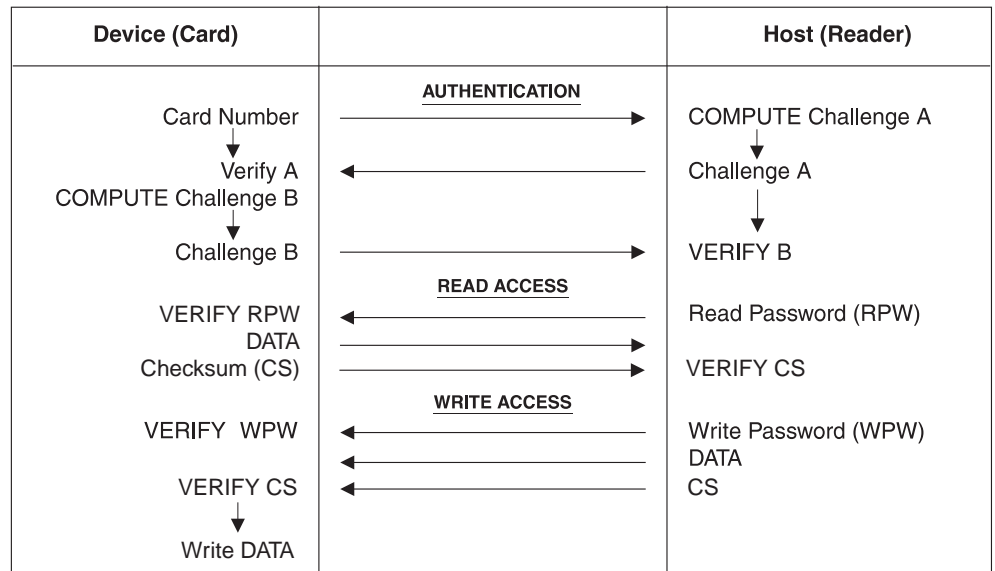 Device (Card) Host (Reader)
AUTHENTICATION
Card Number COMPUTE Challenge A
Verify A Challenge A
COMPUTE Challenge B
Challenge B VERIFY B
READ ACCESS
VERIFY RPW Read Password (RPW)
DATA
Checksum (CS) VERIFY CS
WRITE ACCESS
VERIFY WPW Write Password (WPW)
DATA
VERIFY CS CS
Write DATA